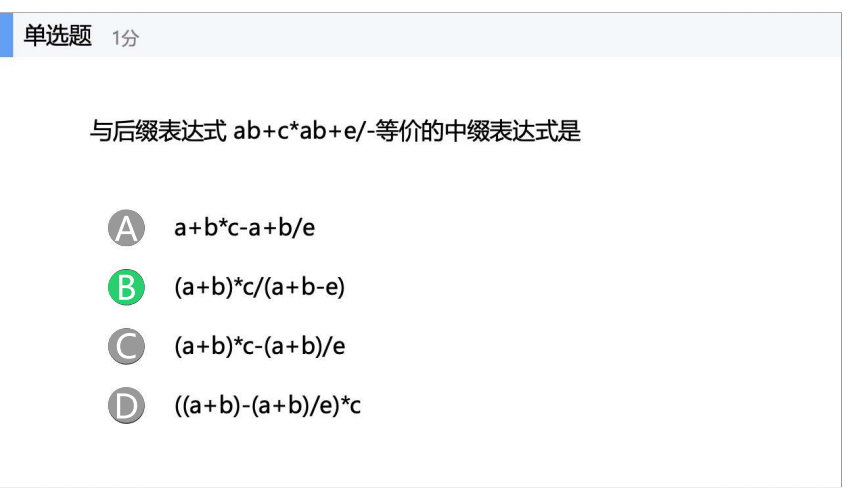 单选题 1分
与后缀表达式 ab+c*ab+e/-等价的中缀表达式是
A a+b*c-a+b/e
B (a+b)*c/(a+b-e)
C (a+b)*c-(a+b)/e
D ((a+b)-(a+b)/e)*c